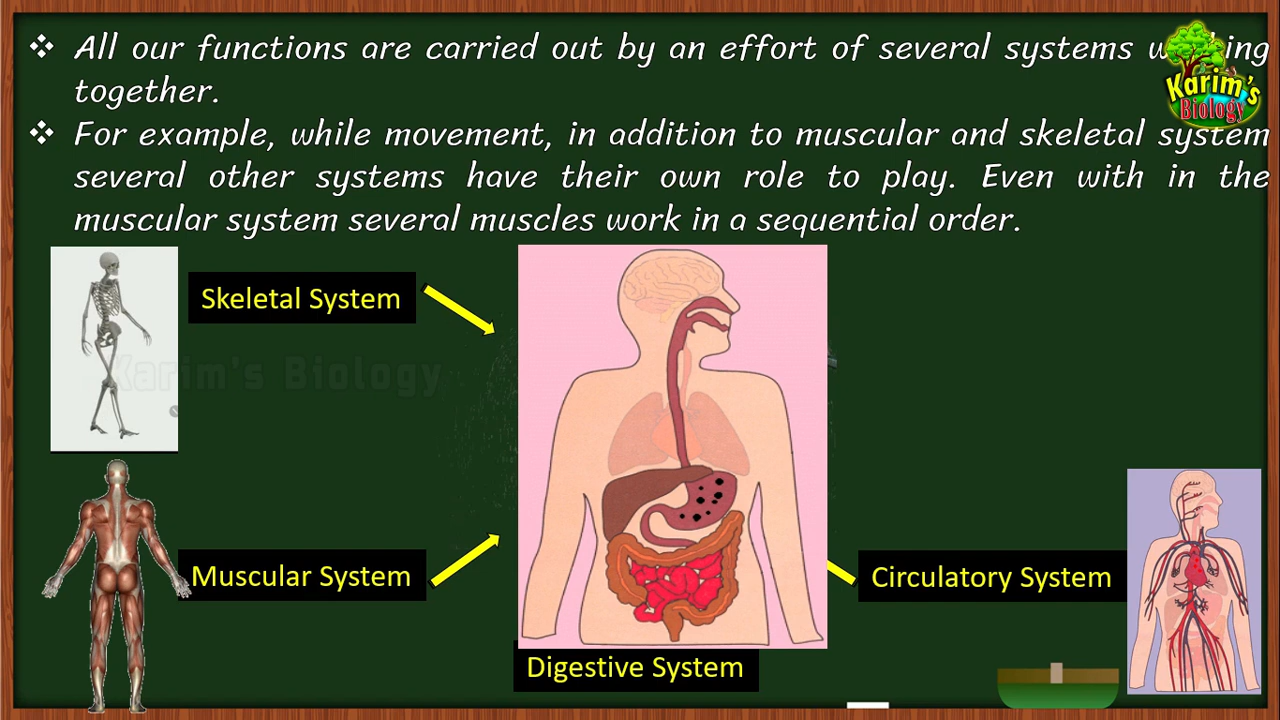 All our functions are carried out by an effort of several systems
together.
For example, while movement, in addition to muscular and skeletal system
several other systems have their own role to play. Even with in the
muscular system several muscles work in a sequential order.
Karim's
Biology
Skeletal System
Karim's Biology
Muscular System
Circulatory System
Digestive System